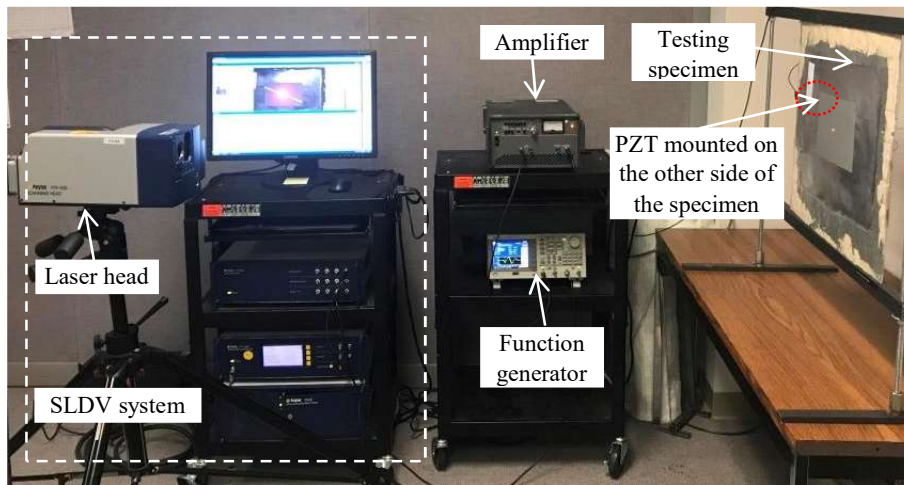 Amplifier
Testing
specimen
PZT mounted on
the other side of
the specimen
Laser head
Function
generator
SLDV system